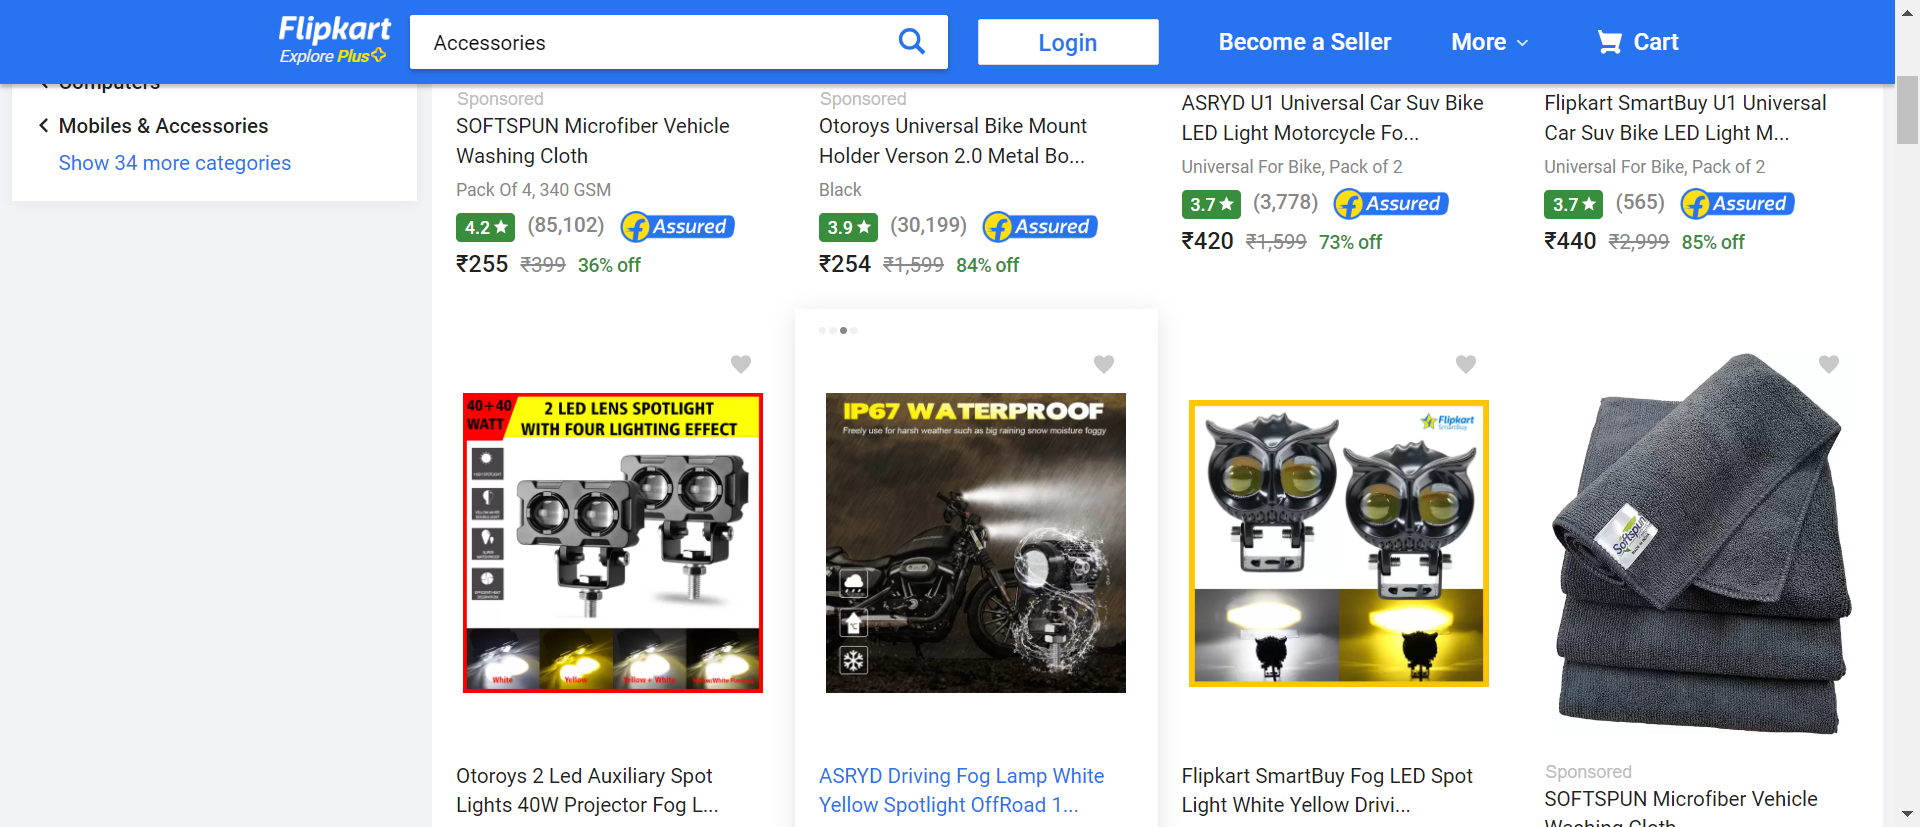 Flipkart
Explore Plus
Accessories
Login
Become a Seller
More
Cart
Computers
Mobiles & Accessories
Show 34 more categories
Sponsored
SOFTSPUN Microfiber Vehicle
Washing Cloth
Pack Of 4, 340 GSM
4.2 ★ (85,102) Assured
₹255 ₹399 36% off
Sponsored
Otoroys Universal Bike Mount
Holder Verson 2.0 Metal Bo...
Black
3.9 ★ (30,199) Assured
₹254 ₹1,599 84% off
ASRYD U1 Universal Car Suv Bike
LED Light Motorcycle Fo...
Universal For Bike, Pack of 2
3.7 ★ (3,778) Assured
₹420 ₹1,599 73% off
Flipkart SmartBuy U1 Universal
Car Suv Bike LED Light M...
Universal For Bike, Pack of 2
3.7 ★ (565) Assured
₹440 ₹2,999 85% off
40+40
WATT
2 LED LENS SPOTLIGHT
WITH FOUR LIGHTING EFFECT
White
Yellow
Yellow + White
Otoroys 2 Led Auxiliary Spot
Lights 40W Projector Fog L...
IP67 WATERPROOF
Freely use for harsh weather such as big raining snow moisture foggy
ASRYD Driving Fog Lamp White
Yellow Spotlight OffRoad 1...
Flipkart
SmartBuy
Flipkart SmartBuy Fog LED Spot
Light White Yellow Drivi...
Softspun
Sponsored
SOFTSPUN Microfiber Vehicle
Washing Cloth